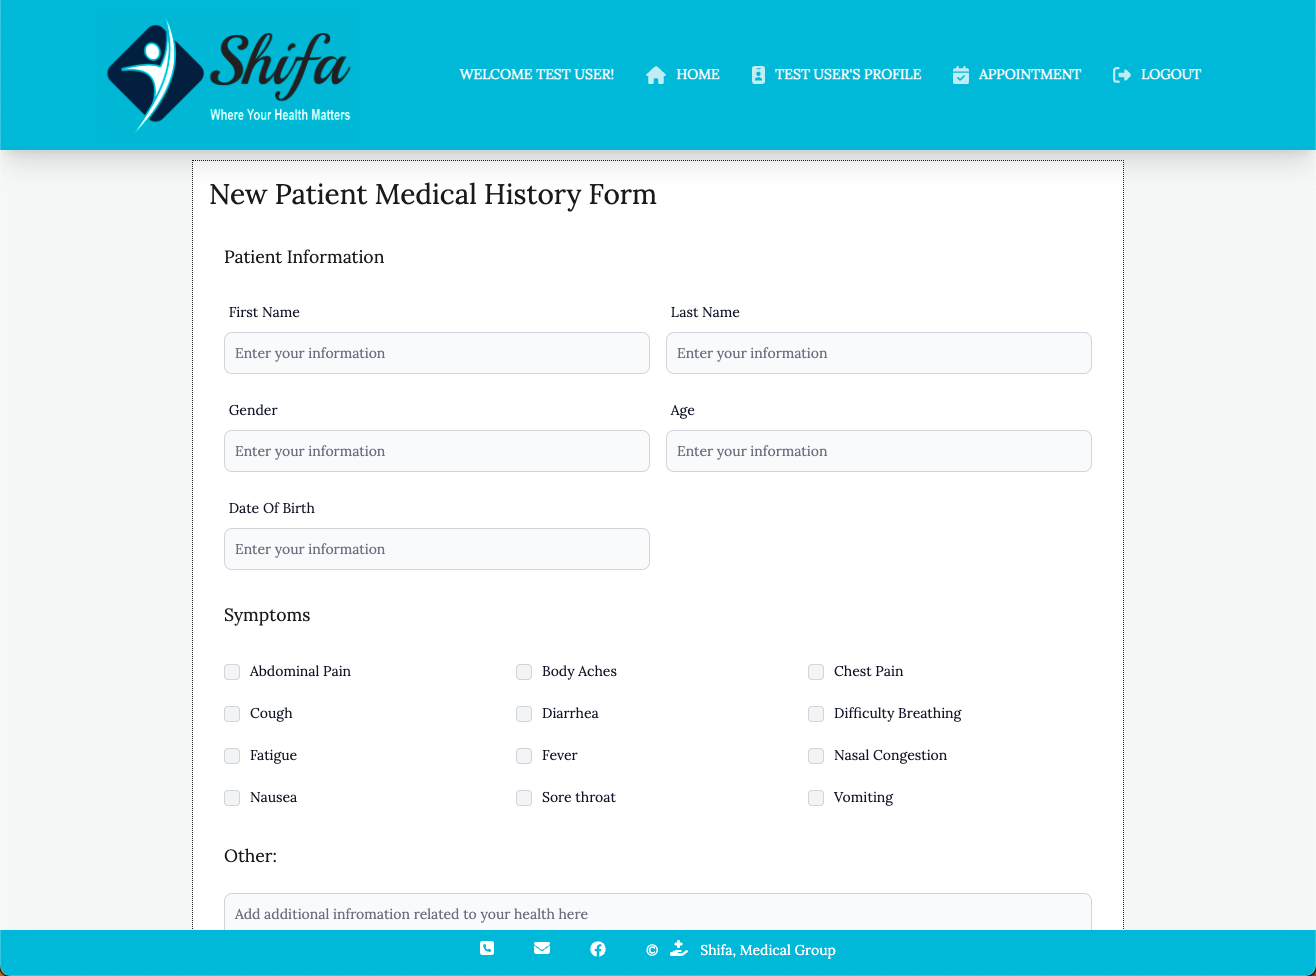 Shifa
Where Your Health Matters
WELCOME TEST USER! HOME TEST USER'S PROFILE APPOINTMENT LOGOUT
New Patient Medical History Form
Patient Information
First Name Last Name
Enter your information Enter your information
Gender Age
Enter your information Enter your information
Date Of Birth
Enter your information
Symptoms
Abdominal Pain Body Aches Chest Pain
Cough Diarrhea Difficulty Breathing
Fatigue Fever Nasal Congestion
Nausea Sore throat Vomiting
Other:
Add additional infromation related to your health here
© Shifa, Medical Group